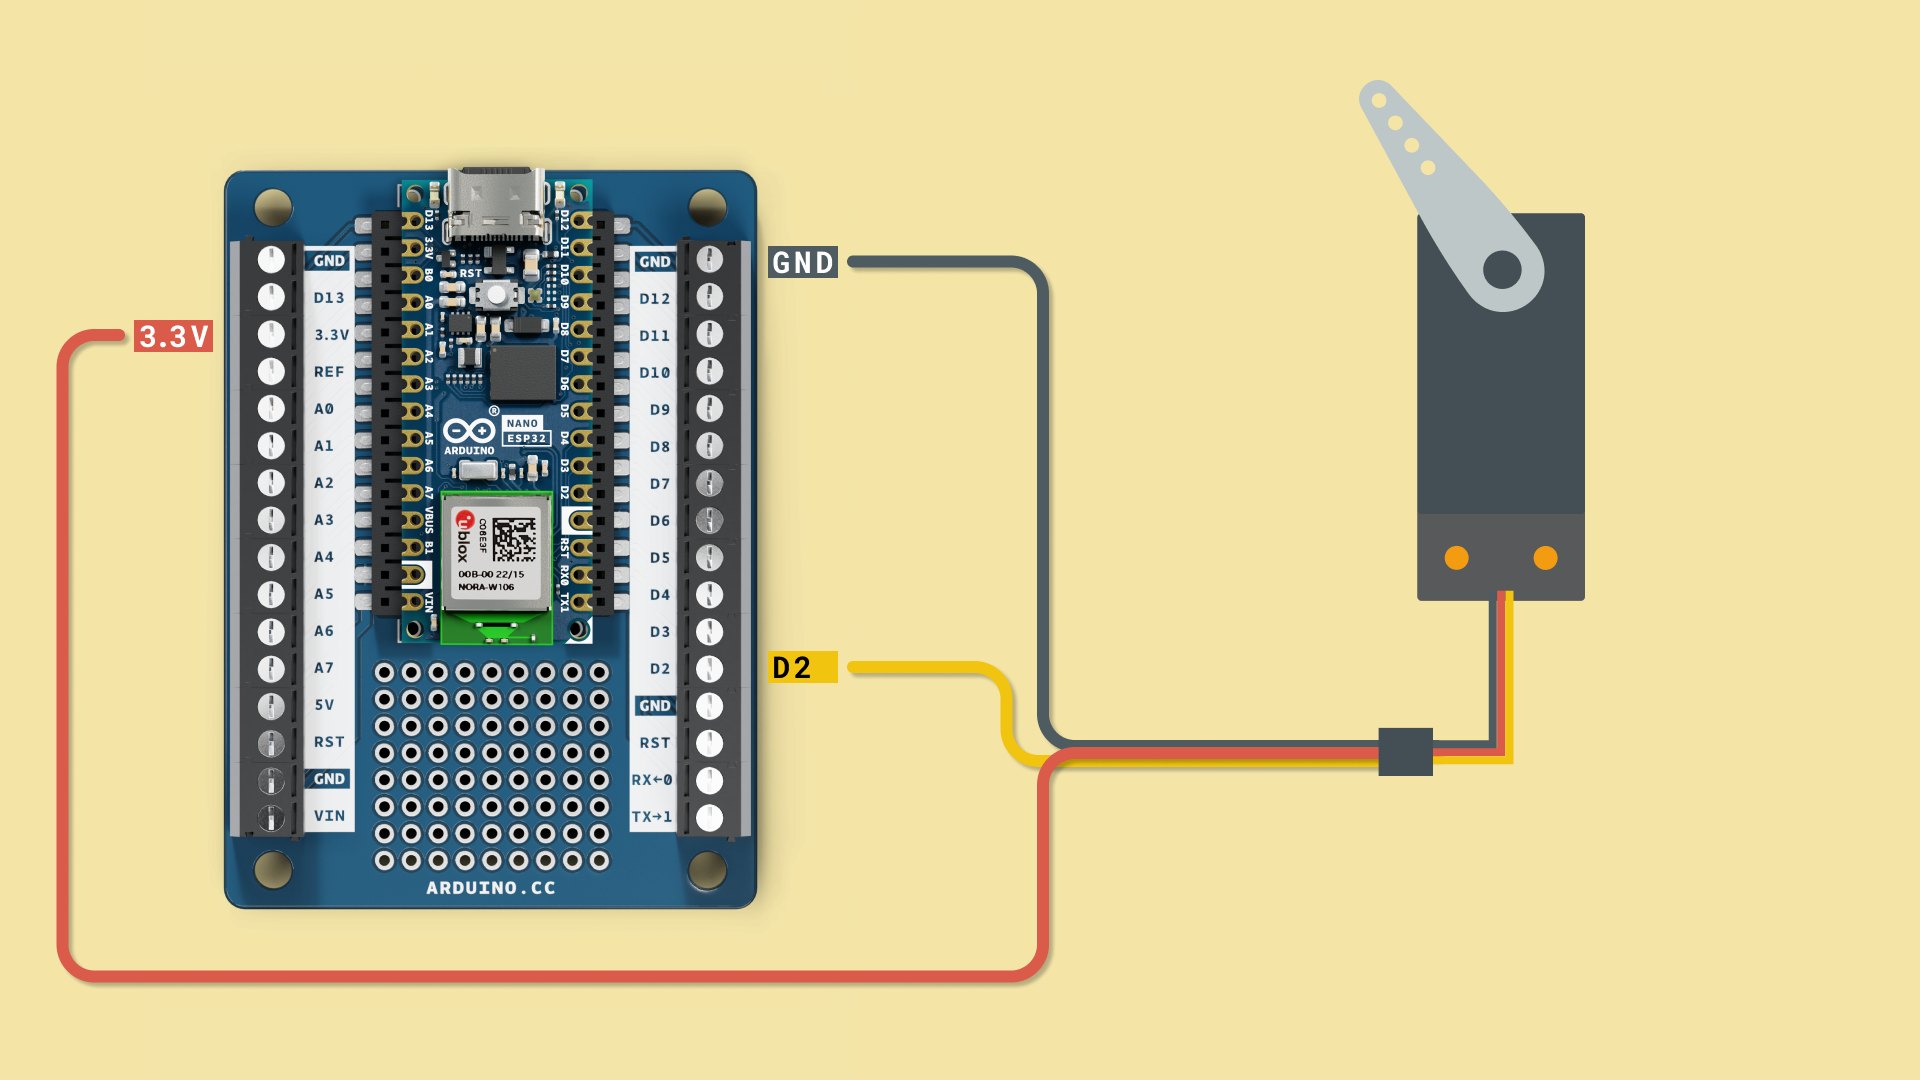 3.3V
GND
D13
3.3V
REF
A0
A1
A2
A3
A4
A5
A6
A7
5V
RST
GND
VIN
D13
3.3V
B0
A0
A1
A2
A3
A4
A5
A6
A7
VBUS
B1
VIN
RST
®
ARDUINO
NANO
ESP32
ublox
C06E3F
00B-00 22/15
NORA-W106
D12
D11
D10
D9
D8
D7
D6
D5
D4
D3
D2
RST
RX0
TX1
GND
D12
D11
D10
D9
D8
D7
D6
D5
D4
D3
D2
GND
RST
RX←0
TX→1
ARDUINO.CC
GND
D2